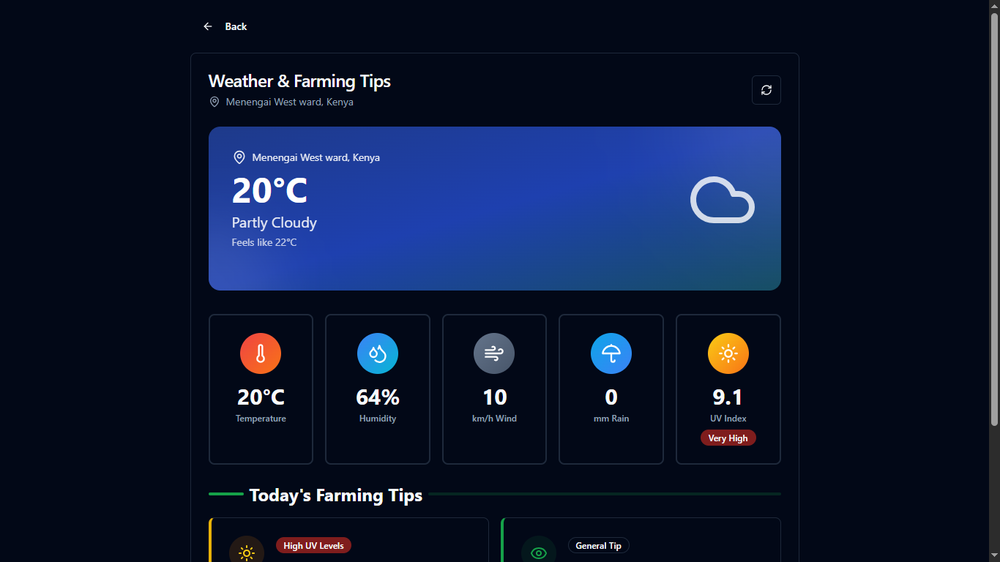 Back
Weather & Farming Tips
Menengai West ward, Kenya
Menengai West ward, Kenya
20°C
Partly Cloudy
Feels like 22°C
20°C
Temperature
64%
Humidity
10
km/h Wind
0
mm Rain
9.1
UV Index
Very High
Today's Farming Tips
High UV Levels
General Tip